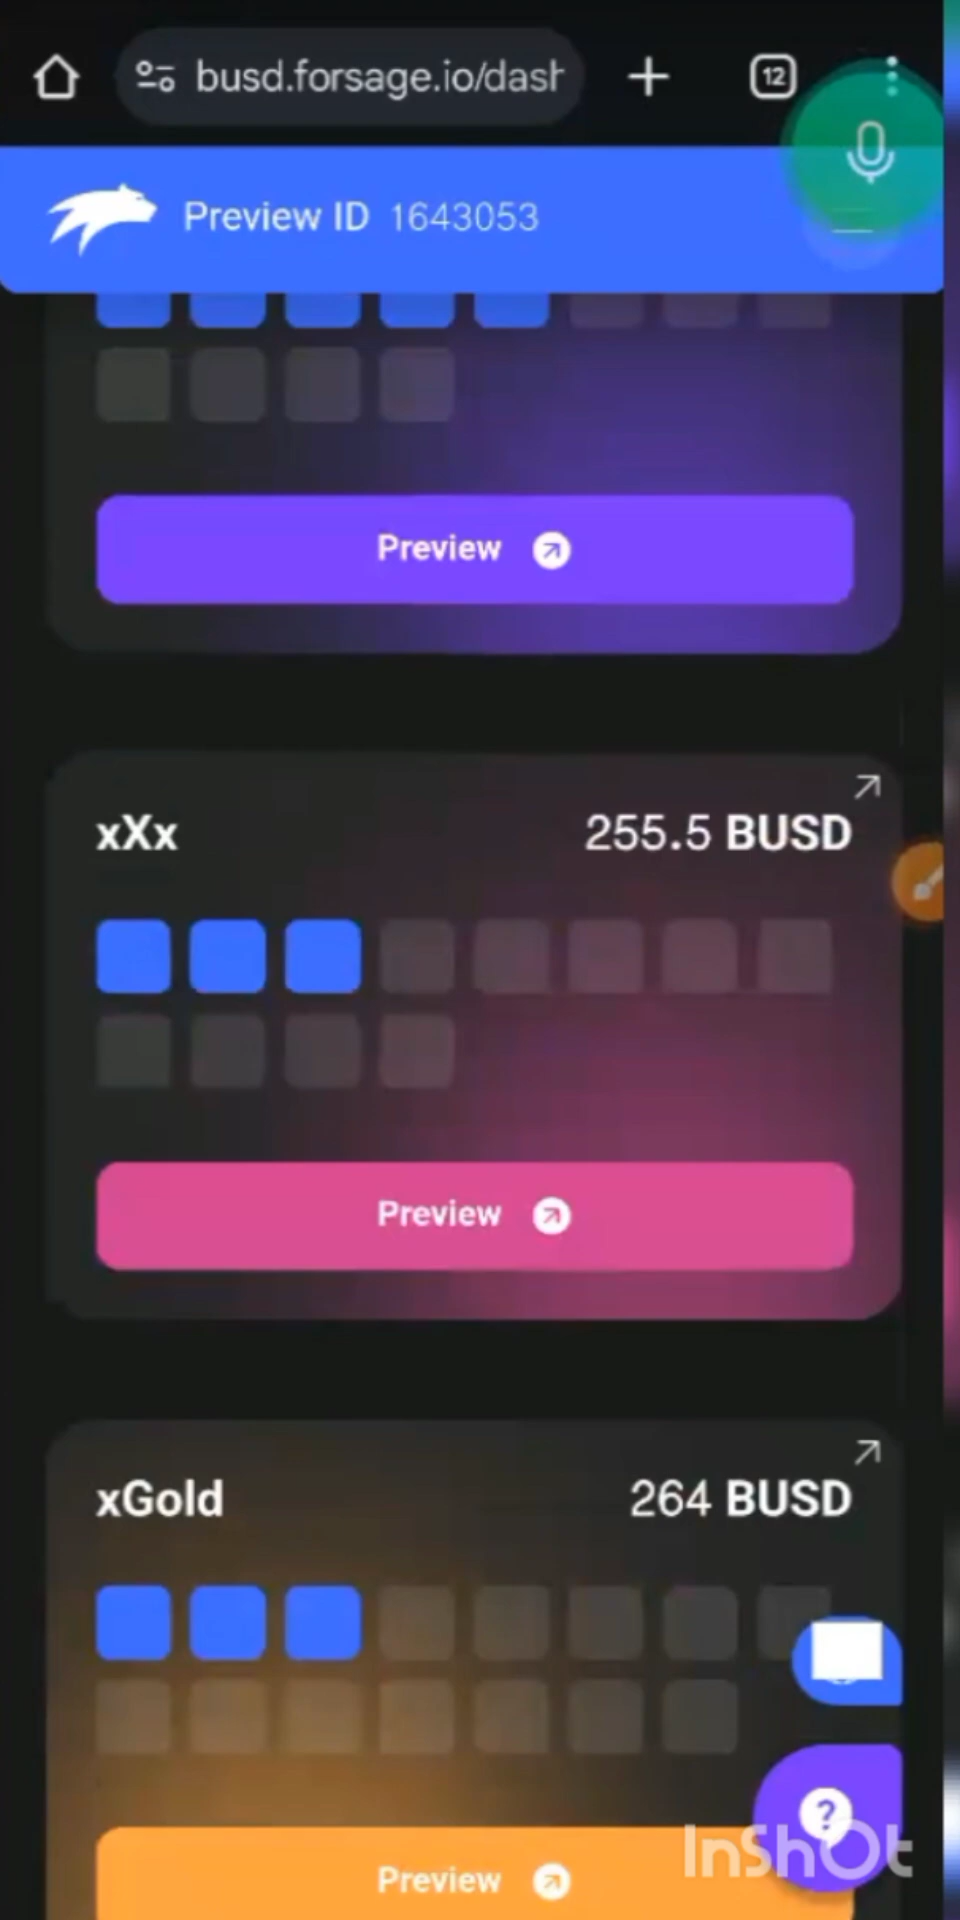 busd.forsage.io/dash
12
Preview ID 1643053
Preview
xXx 255.5 BUSD
Preview
xGold 264 BUSD
?
Preview
InShOt